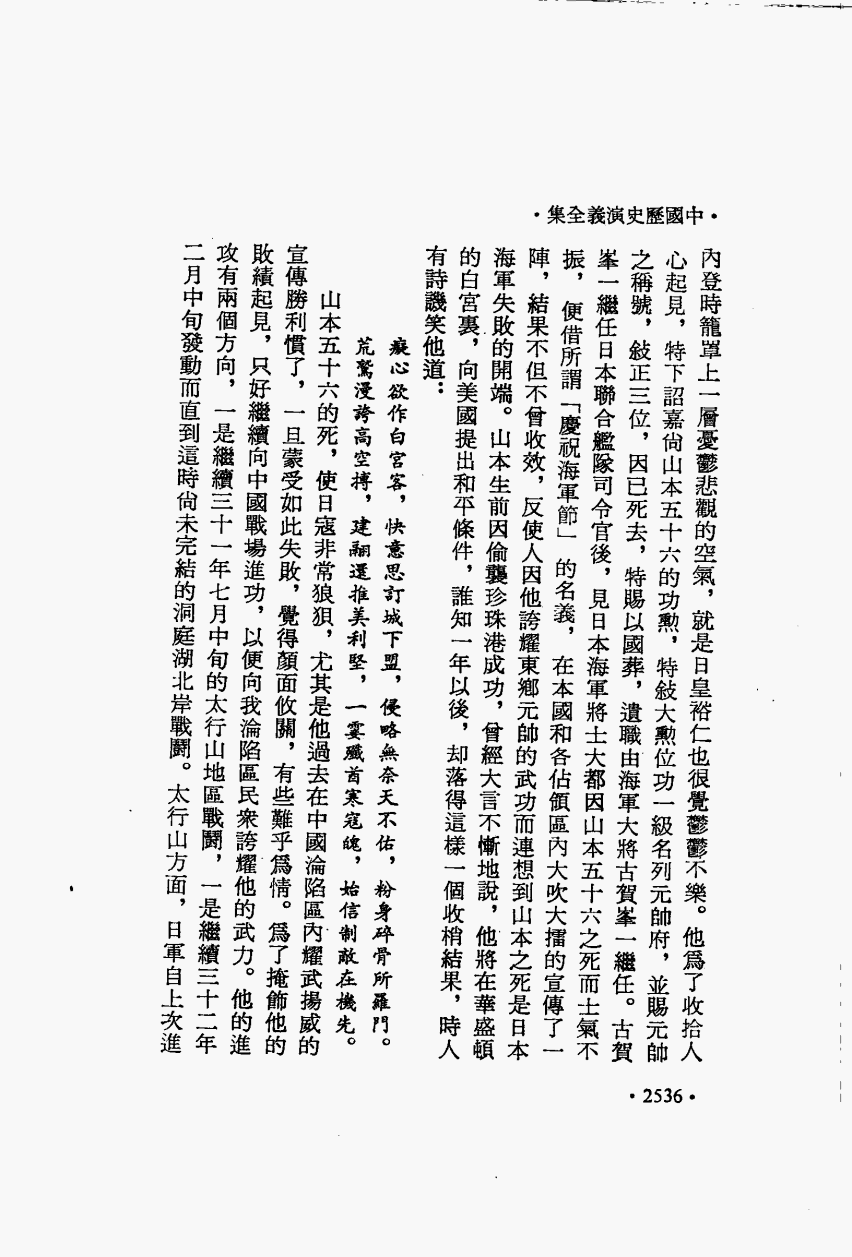 ·中國歷史演義全集·
內登時籠罩上一層憂鬱悲觀的空氣，就是日皇裕仁也很覺鬱鬱不樂。他爲了收拾人
心起見，特下詔嘉尙山本五十六的功勳，特敍大勳位功一級名列元帥府，並賜元帥
之稱號，敍正三位，因已死去，特賜以國葬，遺職由海軍大將古賀峯一繼任。古賀
峯一繼任日本聯合艦隊司令官後，見日本海軍將士大都因山本五十六之死而士氣不
振，便借所謂「慶祝海軍節」的名義，在本國和各佔領區內大吹大擂的宣傳了一
陣，結果不但不曾收效，反使人因他誇耀東鄉元帥的武功而連想到山本之死是日本
海軍失敗的開端。山本生前因偷襲珍珠港成功，曾經大言不慚地說，他將在華盛頓
的白宮裏，向美國提出和平條件，誰知一年以後，却落得這樣一個收梢結果，時人
有詩譏笑他道：
癡心欲作白宮客，快意思訂城下盟，侵略無奈天不佑，粉身碎骨所羅門。
荒鷲漫誇高空搏，建翮還推美利堅，一霎殲酋寒寇魄，始信制敵在機先。
山本五十六的死，使日寇非常狼狽，尤其是他過去在中國淪陷區內耀武揚威的
宣傳勝利慣了，一旦蒙受如此失敗，覺得顏面攸關，有些難乎爲情。爲了掩飾他的
敗績起見，只好繼續向中國戰場進功，以便向我淪陷區民衆誇耀他的武力。他的進
攻有兩個方向，一是繼續三十一年七月中旬的太行山地區戰鬭，一是繼續三十二年
二月中旬發動而直到這時尙未完結的洞庭湖北岸戰鬭。太行山方面，日軍自上次進
·2536·